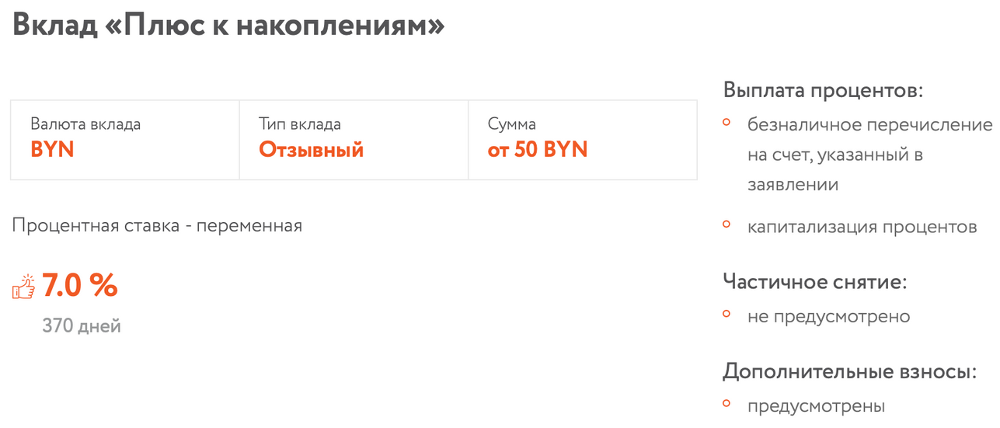 Вклад «Плюс к накоплениям»
Валюта вклада
BYN
Тип вклада
Отзывный
Сумма
от 50 BYN
Процентная ставка - переменная
7.0 %
370 дней
Выплата процентов:
безналичное перечисление
на счет, указанный в
заявлении
капитализация процентов
Частичное снятие:
не предусмотрено
Дополнительные взносы:
предусмотрены